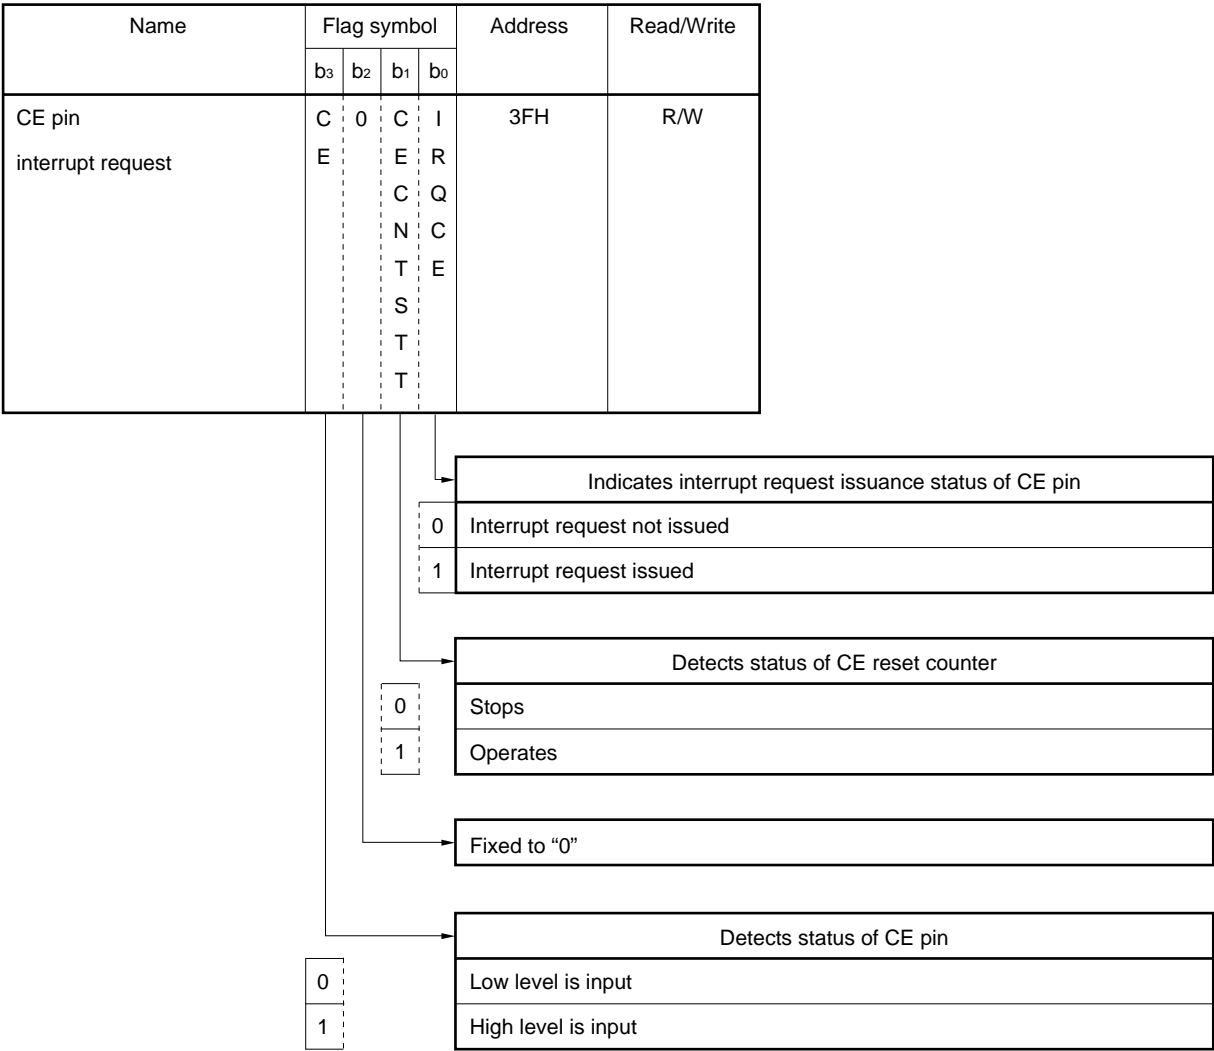 Name Flag symbol Address Read/Write
b3 b2 b1 b0
CE pin C 0 C I 3FH R/W
interrupt request E E R
C Q
N C
T E
S
T
T
Indicates interrupt request issuance status of CE pin
0 Interrupt request not issued
1 Interrupt request issued
Detects status of CE reset counter
0 Stops
1 Operates
Fixed to “0”
Detects status of CE pin
0 Low level is input
1 High level is input